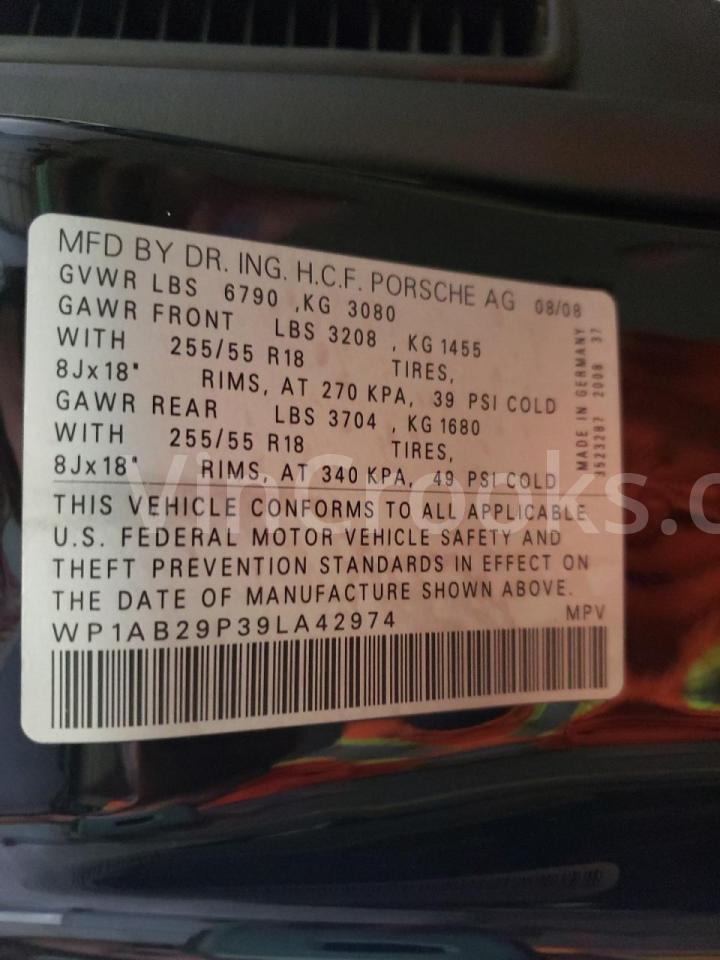 MFD BY DR. ING. H.C.F. PORSCHE AG 08/08
GVWR LBS 6790 ,KG 3080
GAWR FRONT LBS 3208 , KG 1455
WITH 255/55 R18 TIRES,
8Jx18" RIMS, AT 270 KPA, 39 PSI COLD
GAWR REAR LBS 3704 , KG 1680
WITH 255/55 R18 TIRES,
8Jx18" RIMS, AT 340 KPA, 49 PSI COLD
MADE IN GERMANY
2008 37
THIS VEHICLE CONFORMS TO ALL APPLICABLE
U.S. FEDERAL MOTOR VEHICLE SAFETY AND
THEFT PREVENTION STANDARDS IN EFFECT ON
THE DATE OF MANUFACTURE SHOWN ABOVE.
WP1AB29P39LA42974 MPV
VinCrooks.c